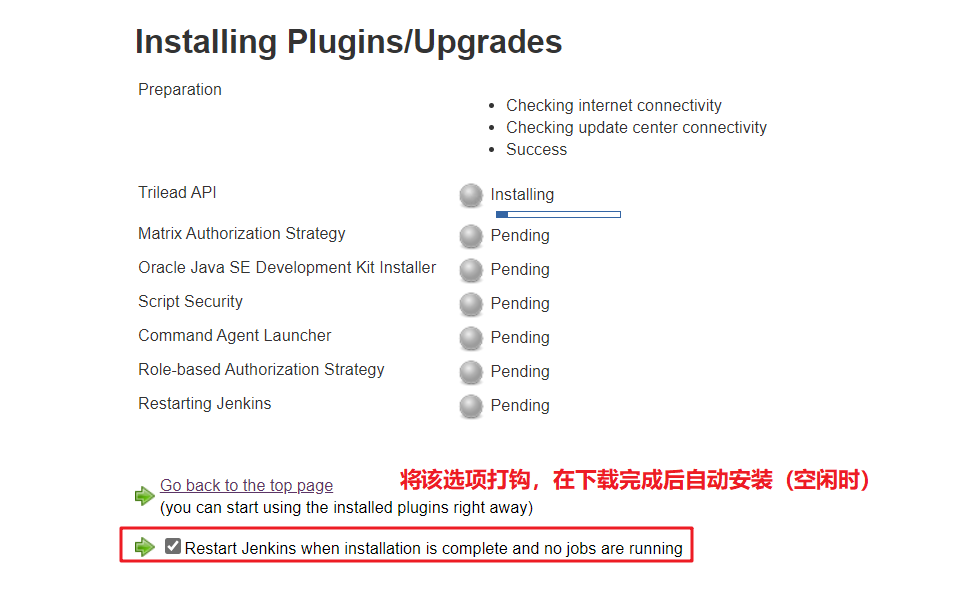 Installing Plugins/Upgrades
Preparation
Checking internet connectivity
Checking update center connectivity
Success
Trilead API
Installing
Matrix Authorization Strategy
Pending
Oracle Java SE Development Kit Installer
Pending
Script Security
Pending
Command Agent Launcher
Pending
Role-based Authorization Strategy
Pending
Restarting Jenkins
Pending
Go back to the top page
将该选项打钩，在下载完成后自动安装（空闲时）
(you can start using the installed plugins right away)
Restart Jenkins when installation is complete and no jobs are running